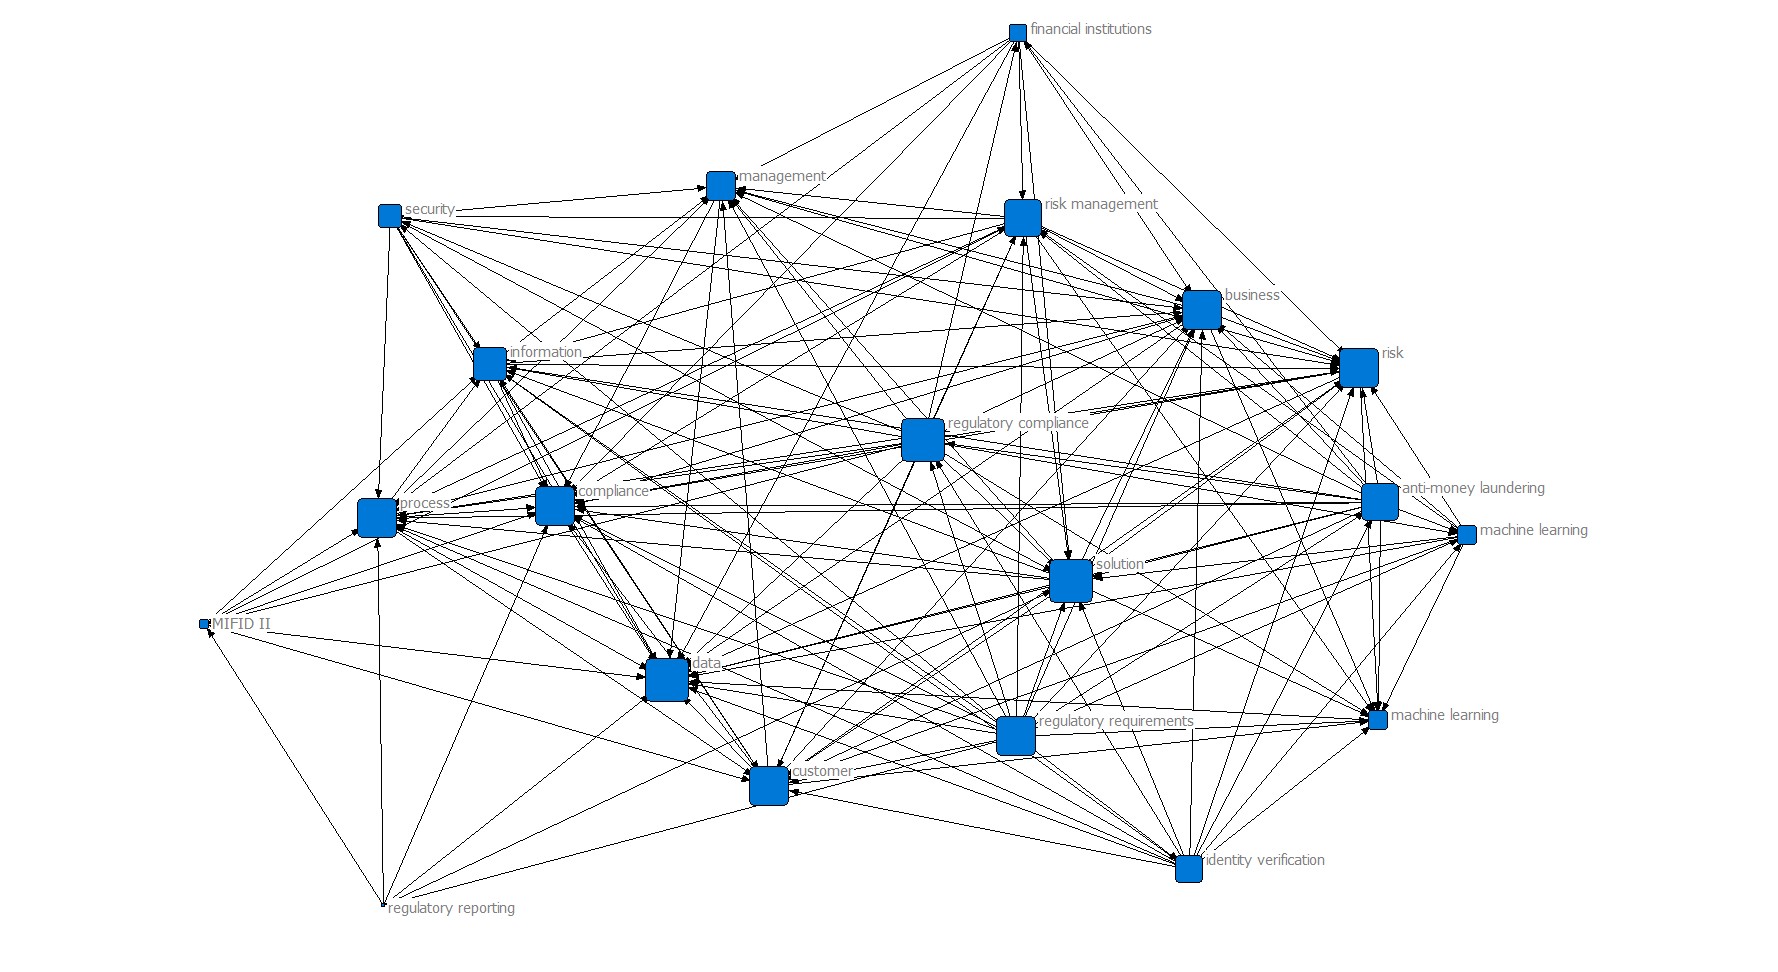 financial institutions
management
risk management
security
business
information
risk
regulatory compliance
compliance
anti-money laundering
process
machine learning
solution
MIFID II
data
machine learning
regulatory requirements
customer
identity verification
regulatory reporting